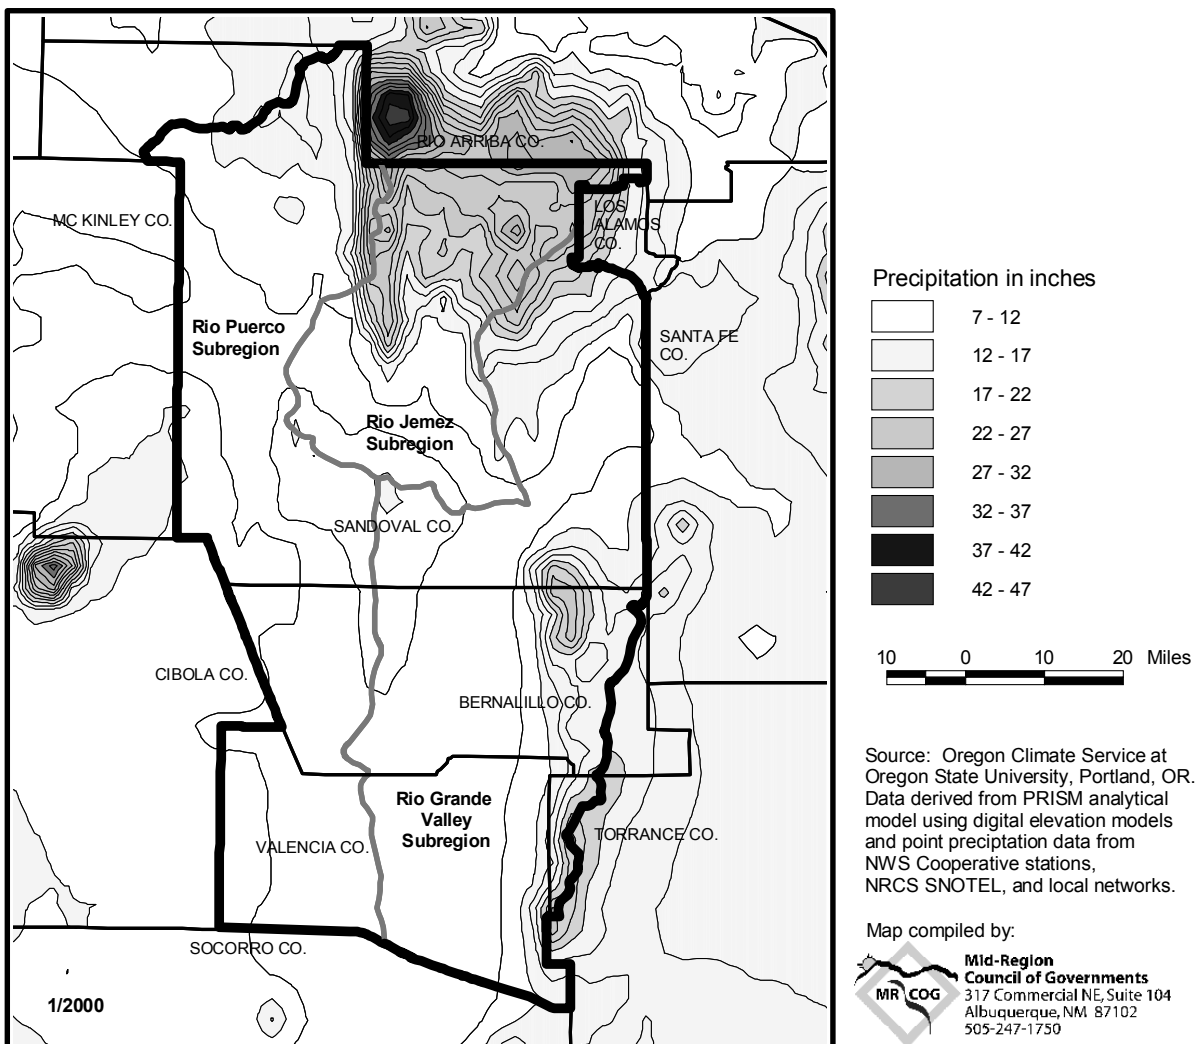 RIO ARRIBA CO.
MC KINLEY CO.
LOS
ALAMOS
CO.
Rio Puerco
Subregion
SANTA FE
CO.
Rio Jemez
Subregion
SANDOVAL CO.
CIBOLA CO.
BERNALILLO CO.
Rio Grande
Valley
Subregion
VALENCIA CO.
TORRANCE CO.
SOCORRO CO.
1/2000
Precipitation in inches
7 - 12
12 - 17
17 - 22
22 - 27
27 - 32
32 - 37
37 - 42
42 - 47
10 0 10 20 Miles
Source: Oregon Climate Service at
Oregon State University, Portland, OR.
Data derived from PRISM analytical
model using digital elevation models
and point precipitation data from
NWS Cooperative stations,
NRCS SNOTEL, and local networks.
Map compiled by:
MR COG
Mid-Region
Council of Governments
317 Commercial NE, Suite 104
Albuquerque, NM 87102
505-247-1750